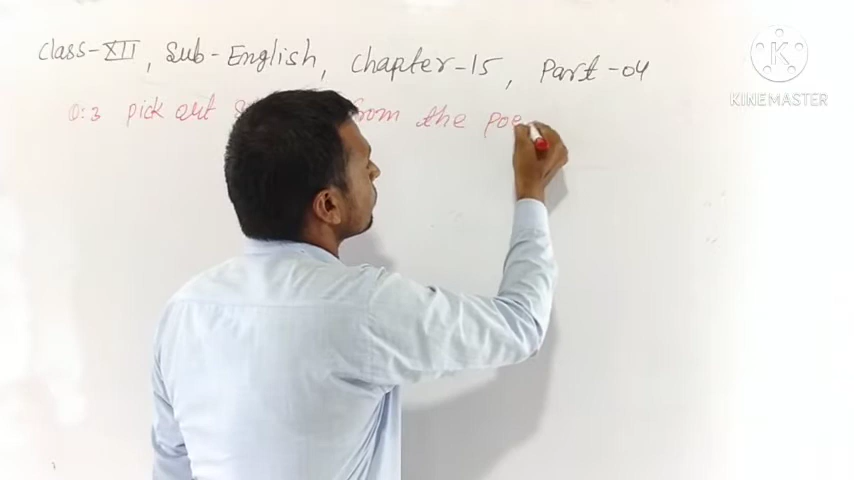 Class-XII, Sub-English, Chapter-15, Part-04
Q:3 pick out from the poe
K
KINEMASTER